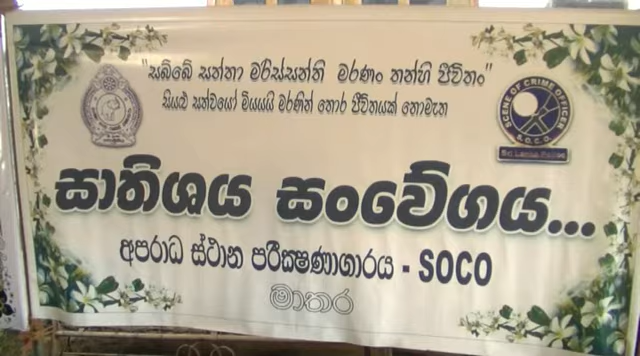 "සබ්බේ සත්තා මරිස්සන්ති මරණං තන්හි ජීවිතං"
සියළු සත්වයෝ මියයයි මරණින් තොර ජීවිතයක් නොමැත
SCENE OF CRIME OFFICER
S.O.C.O.
Sri Lanka Police
සාතිශය සංවේගය...
අපරාධ ස්ථාන පරීක්ෂණාගාරය - SOCO
මාතර